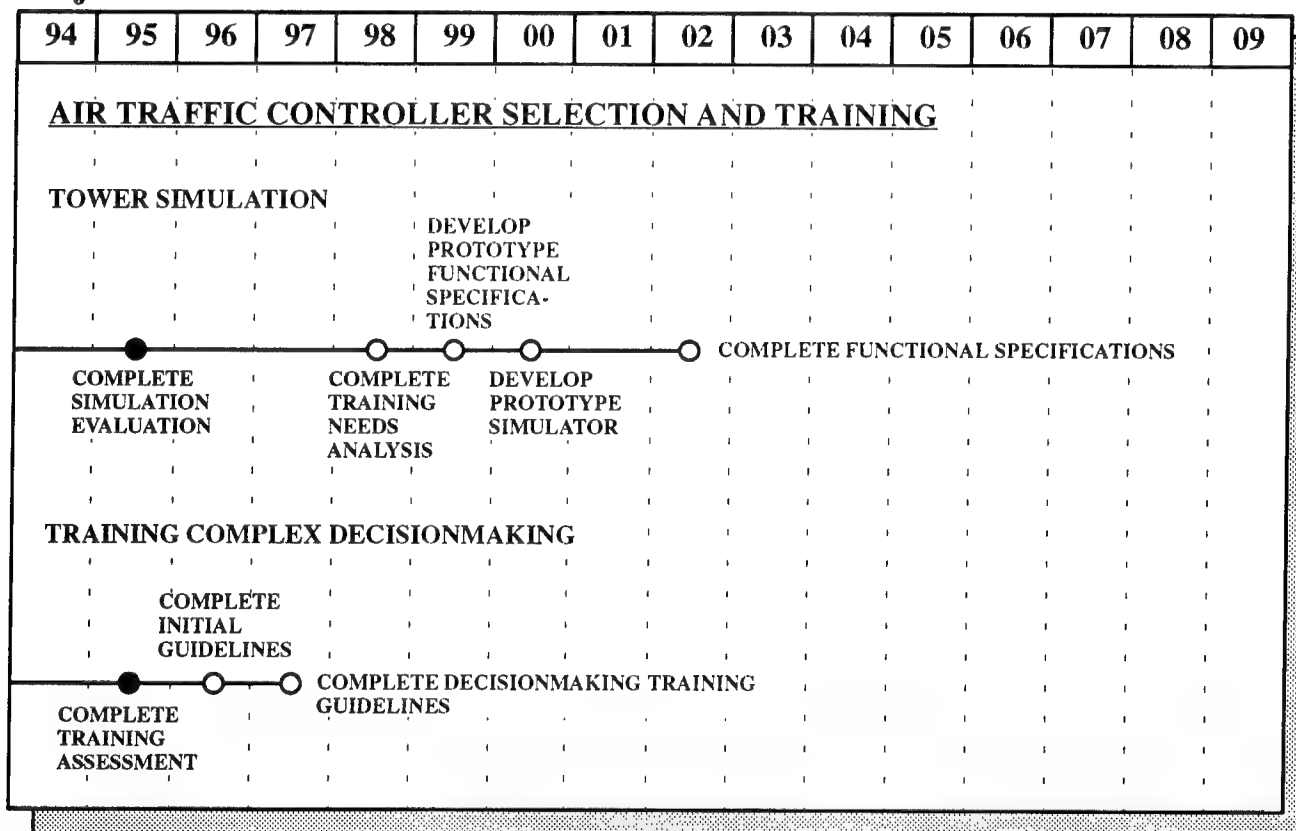 94 95 96 97 98 99 00 01 02 03 04 05 06 07 08 09
AIR TRAFFIC CONTROLLER SELECTION AND TRAINING
TOWER SIMULATION
DEVELOP
PROTOTYPE
FUNCTIONAL
SPECIFICA-
TIONS
COMPLETE FUNCTIONAL SPECIFICATIONS
COMPLETE
SIMULATION
EVALUATION
COMPLETE
TRAINING
NEEDS
ANALYSIS
DEVELOP
PROTOTYPE
SIMULATOR
TRAINING COMPLEX DECISIONMAKING
COMPLETE
INITIAL
GUIDELINES
COMPLETE DECISIONMAKING TRAINING
GUIDELINES
COMPLETE
TRAINING
ASSESSMENT